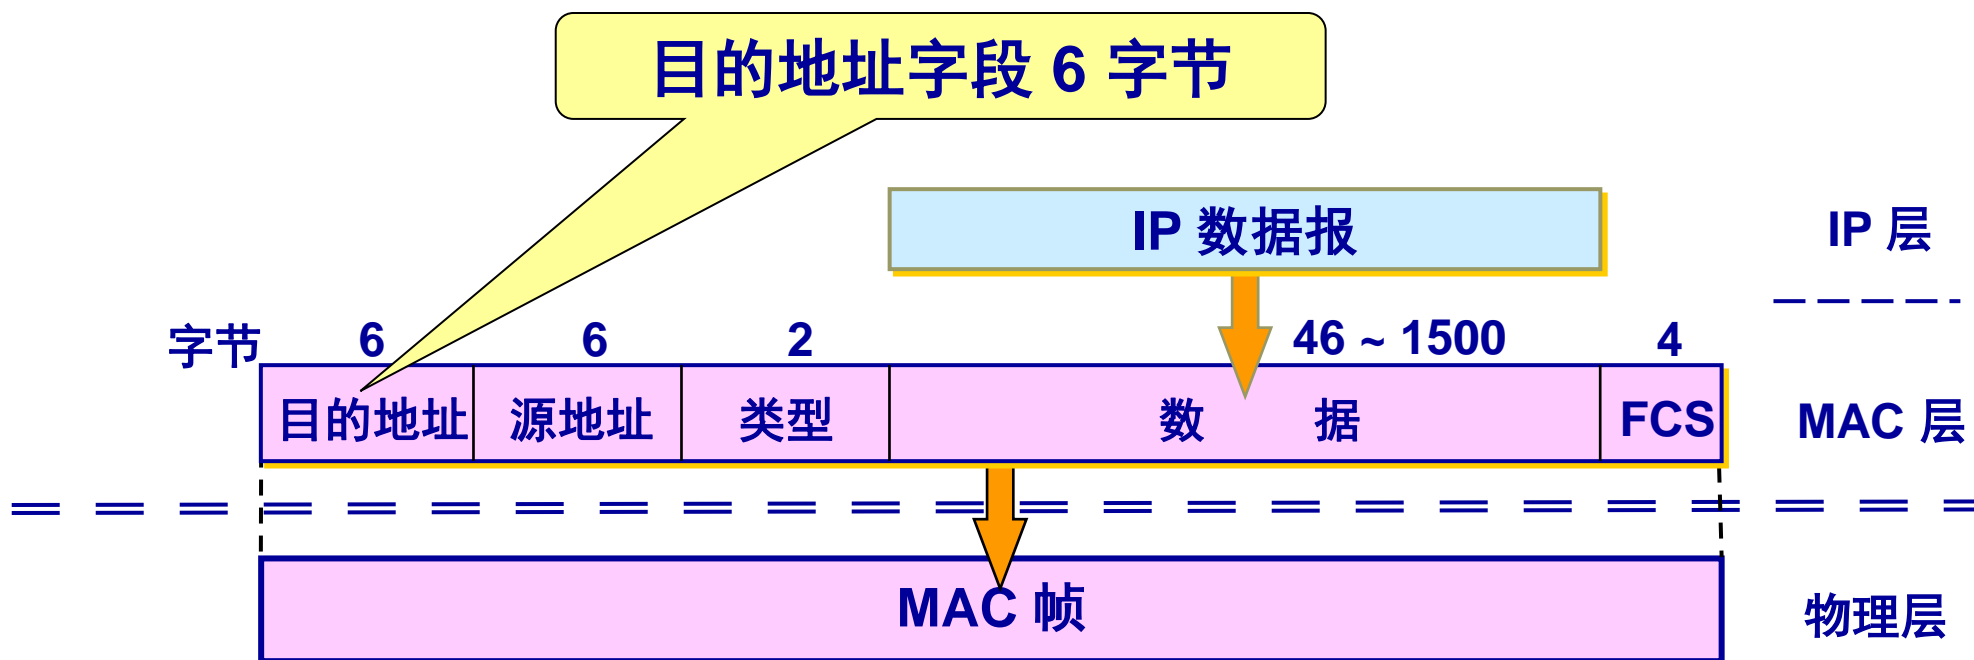 目的地址字段 6 字节
IP 数据报
IP 层
字节 6 6 2 46 ~ 1500 4
目的地址 源地址 类型 数 据 FCS MAC 层
MAC 帧
物理层